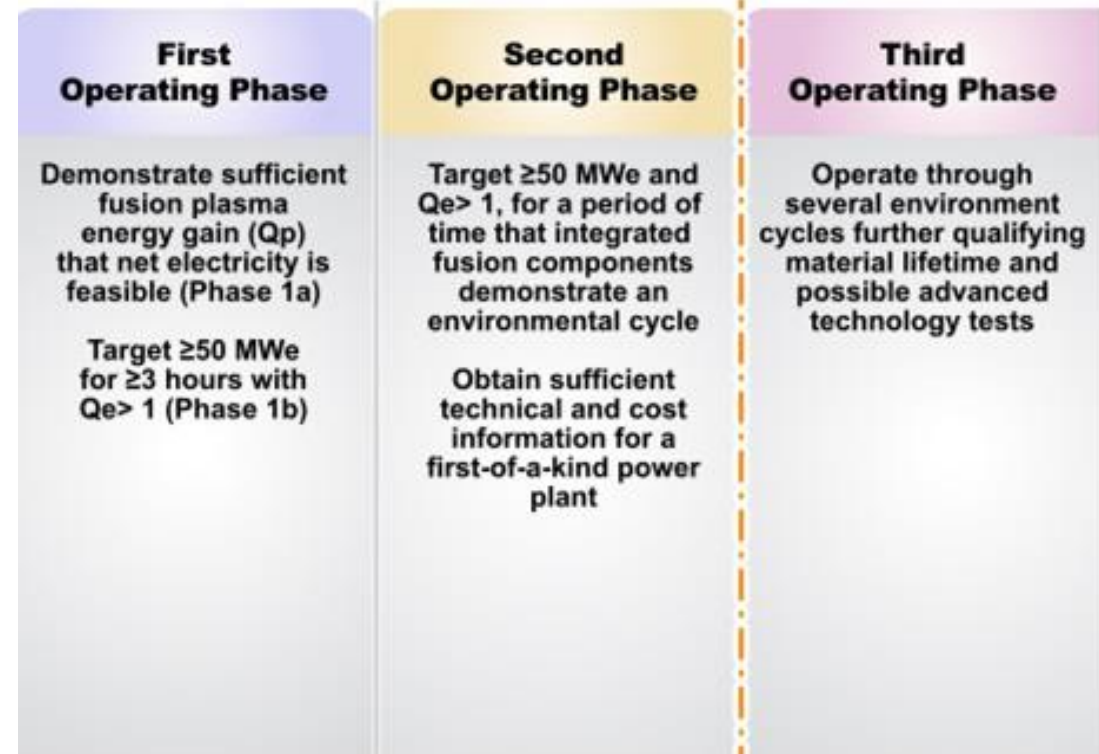 First
Operating Phase
Demonstrate sufficient
fusion plasma
energy gain (Qp)
that net electricity is
feasible (Phase 1a)
Target ≥50 MWe
for ≥3 hours with
Qe> 1 (Phase 1b)
Second
Operating Phase
Target ≥50 MWe and
Qe> 1, for a period of
time that integrated
fusion components
demonstrate an
environmental cycle
Obtain sufficient
technical and cost
information for a
first-of-a-kind power
plant
Third
Operating Phase
Operate through
several environment
cycles further qualifying
material lifetime and
possible advanced
technology tests